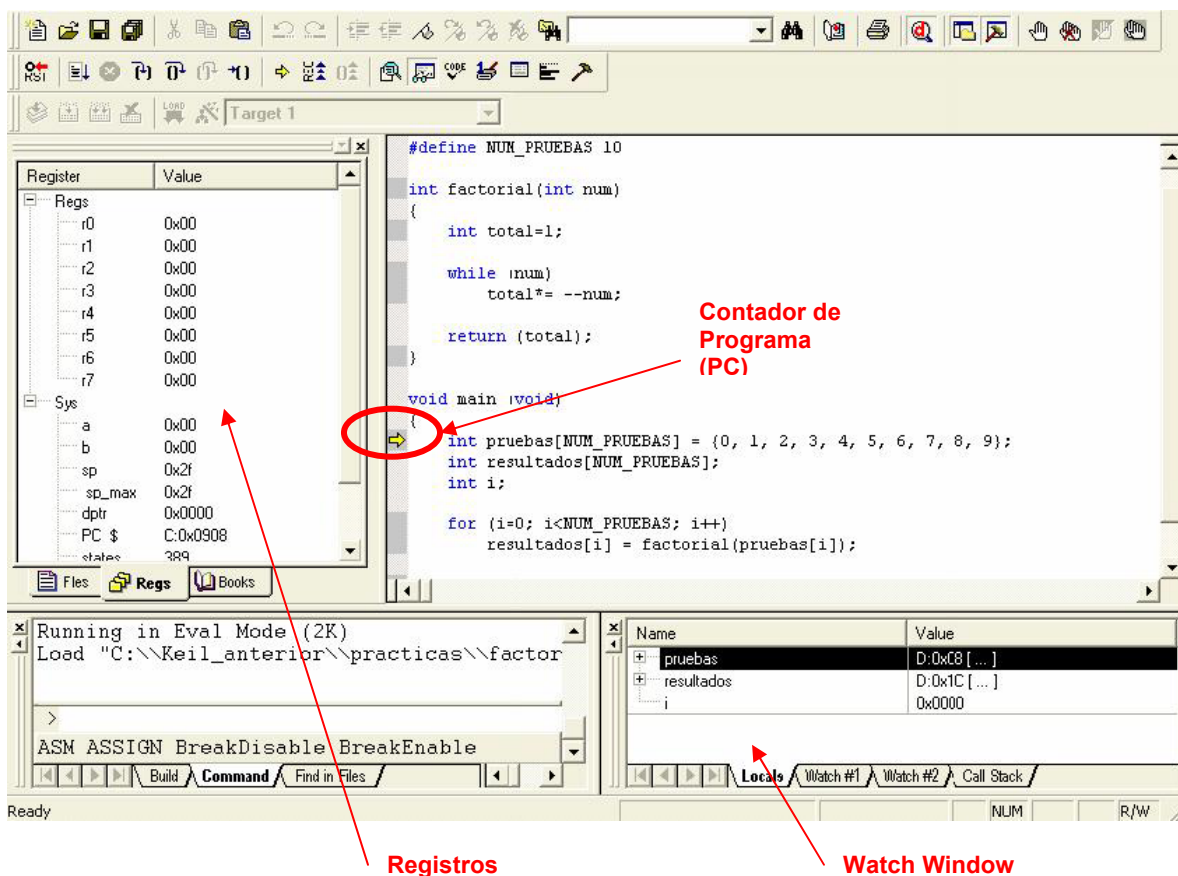 RST
CODE
LOAD
Target 1
Register Value
Regs
r0 0x00
r1 0x00
r2 0x00
r3 0x00
r4 0x00
r5 0x00
r6 0x00
r7 0x00
Sys
a 0x00
b 0x00
sp 0x2f
sp_max 0x2f
dptr 0x0000
PC $ C:0x0908
states 389
Files Regs Books
#define NUM_PRUEBAS 10
int factorial(int num)
{
int total=1;
while (num)
total*= --num;
return (total);
}
void main (void)
{
int pruebas[NUM_PRUEBAS] = {0, 1, 2, 3, 4, 5, 6, 7, 8, 9};
int resultados[NUM_PRUEBAS];
int i;
for (i=0; i<NUM_PRUEBAS; i++)
resultados[i] = factorial(pruebas[i]);
Contador de
Programa
(PC)
Running in Eval Mode (2K)
Load "C:\\Keil_anterior\\practicas\\factor
>
ASM ASSIGN BreakDisable BreakEnable
Build Command Find in Files
Name Value
pruebas D:0x08 [ ... ]
resultados D:0x1C [ ... ]
i 0x0000
Locals Watch #1 Watch #2 Call Stack
Ready NUM R/W
Registros
Watch Window